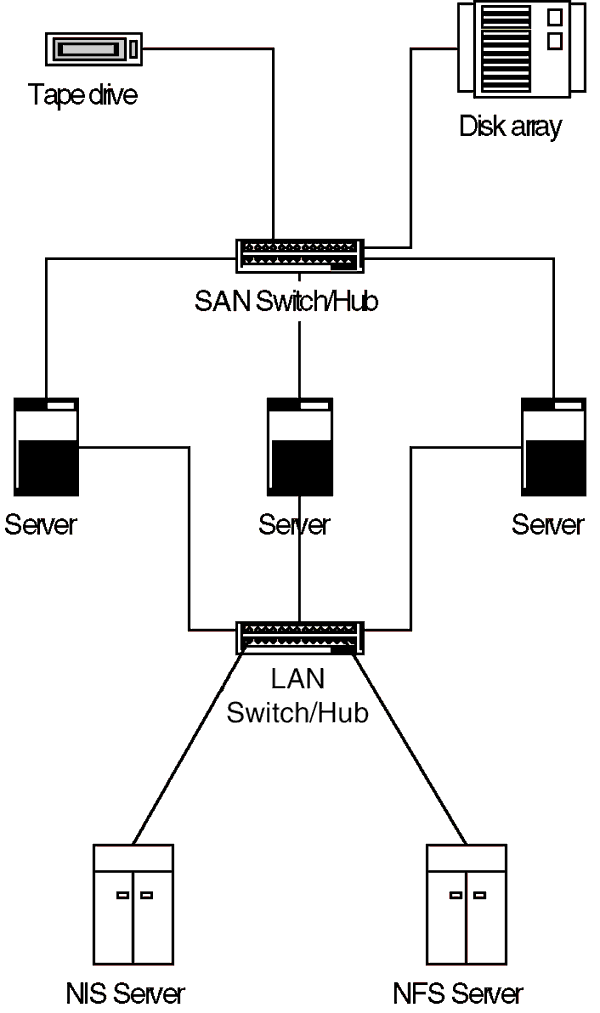 Tape drive
Disk array
SAN Switch/Hub
Server
Server
Server
LAN
Switch/Hub
NIS Server
NFS Server